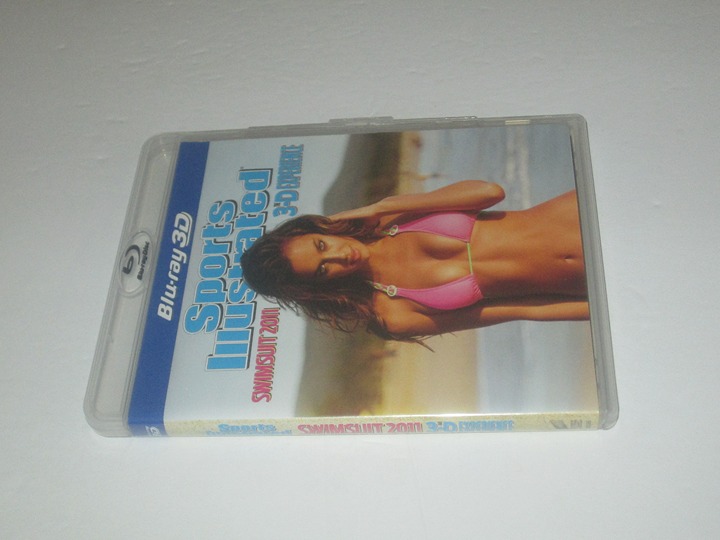 Blu-ray Disc
Blu-ray 3D
Sports
Illustrated
SWIMSUIT 2011
3-D EXPERIENCE
Sports
Illustrated
SWIMSUIT 2011
3-D EXPERIENCE